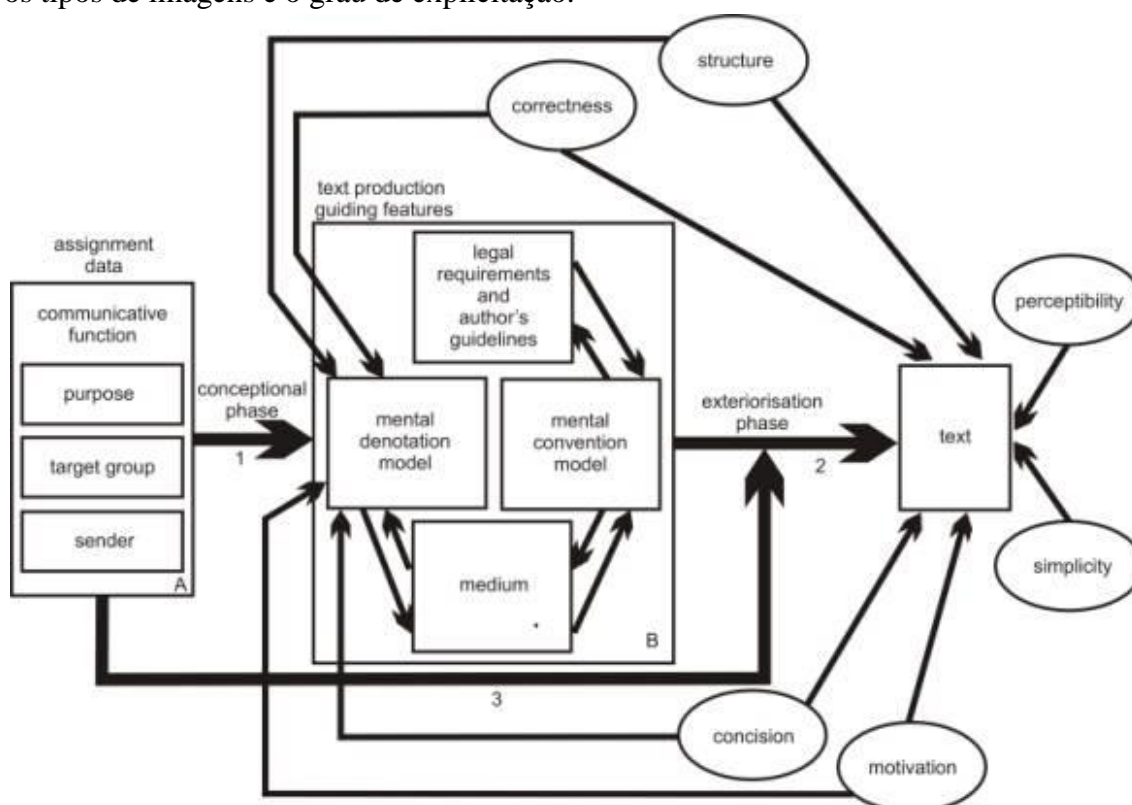 os tipos de imagens e o grau de explicitação.
structure
correctness
text production
guiding features
assignment
data
legal
requirements
and
author's
guidelines
perceptibility
communicative
function
purpose
conceptional
phase
1
mental
denotation
model
mental
convention
model
exteriorisation
phase
2
text
target group
sender
A
medium
B
simplicity
3
concision
motivation